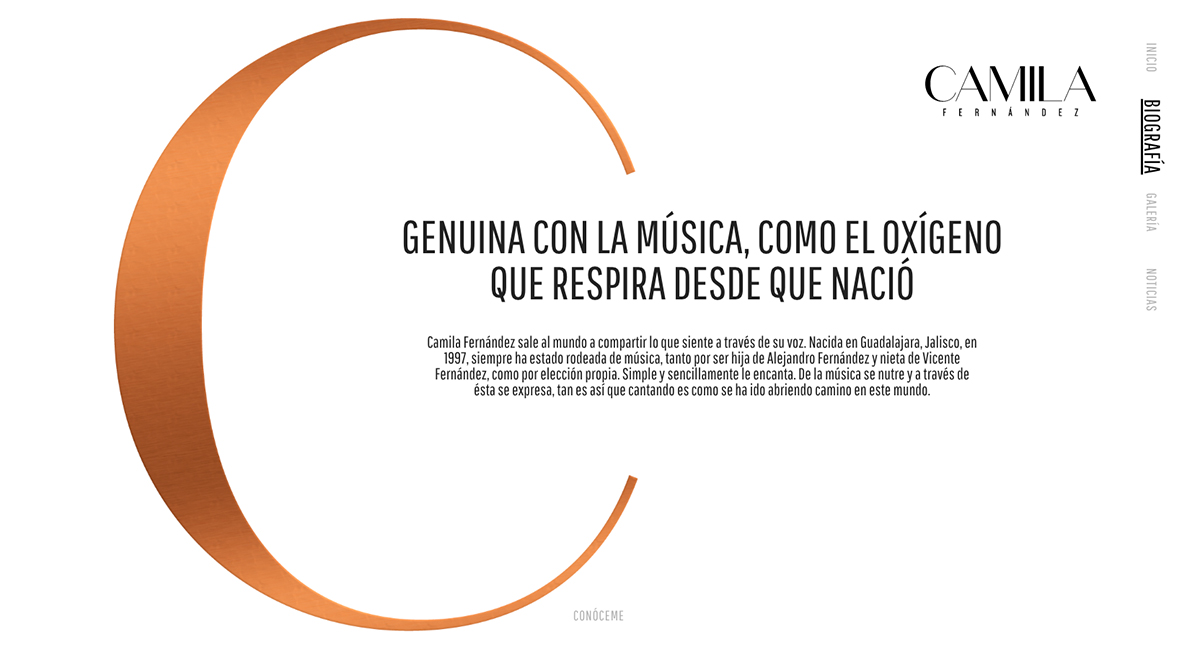 CAMILA
FERNÁNDEZ
INICIO
BIOGRAFÍA
GALERÍA
NOTICIAS
GENUINA CON LA MÚSICA, COMO EL OXÍGENO
QUE RESPIRA DESDE QUE NACIÓ
Camila Fernández sale al mundo a compartir lo que siente a través de su voz. Nacida en Guadalajara, Jalisco, en
1997, siempre ha estado rodeada de música, tanto por ser hija de Alejandro Fernández y nieta de Vicente
Fernández, como por elección propia. Simple y sencillamente le encanta. De la música se nutre y a través de
ésta se expresa, tan es así que cantando es como se ha ido abriendo camino en este mundo.
CONÓCEME